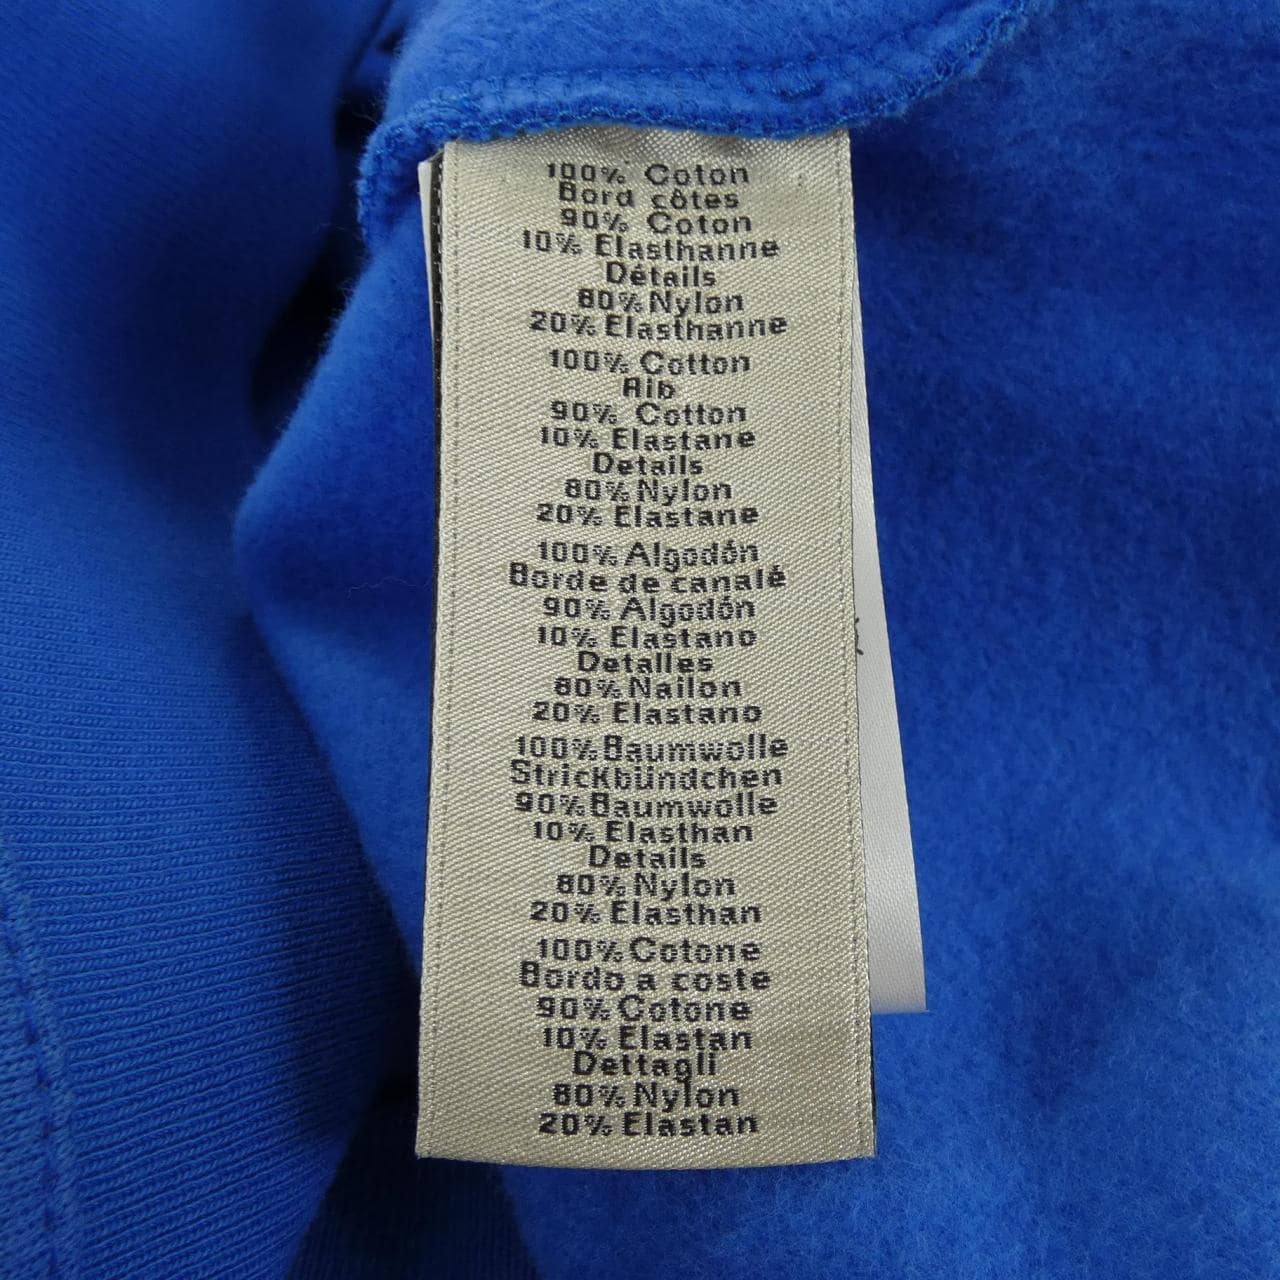 100% Coton
Bord côtes
90% Coton
10% Elasthanne
Détails
80% Nylon
20% Elasthanne
100% Cotton
Rib
90% Cotton
10% Elastane
Details
80% Nylon
20% Elastane
100% Algodón
Borde de canalé
90% Algodón
10% Elastano
Detalles
80% Nailon
20% Elastano
100% Baumwolle
Strickbündchen
90% Baumwolle
10% Elasthan
Details
80% Nylon
20% Elasthan
100% Cotone
Bordo a coste
90% Cotone
10% Elastan
Dettagli
80% Nylon
20% Elastan